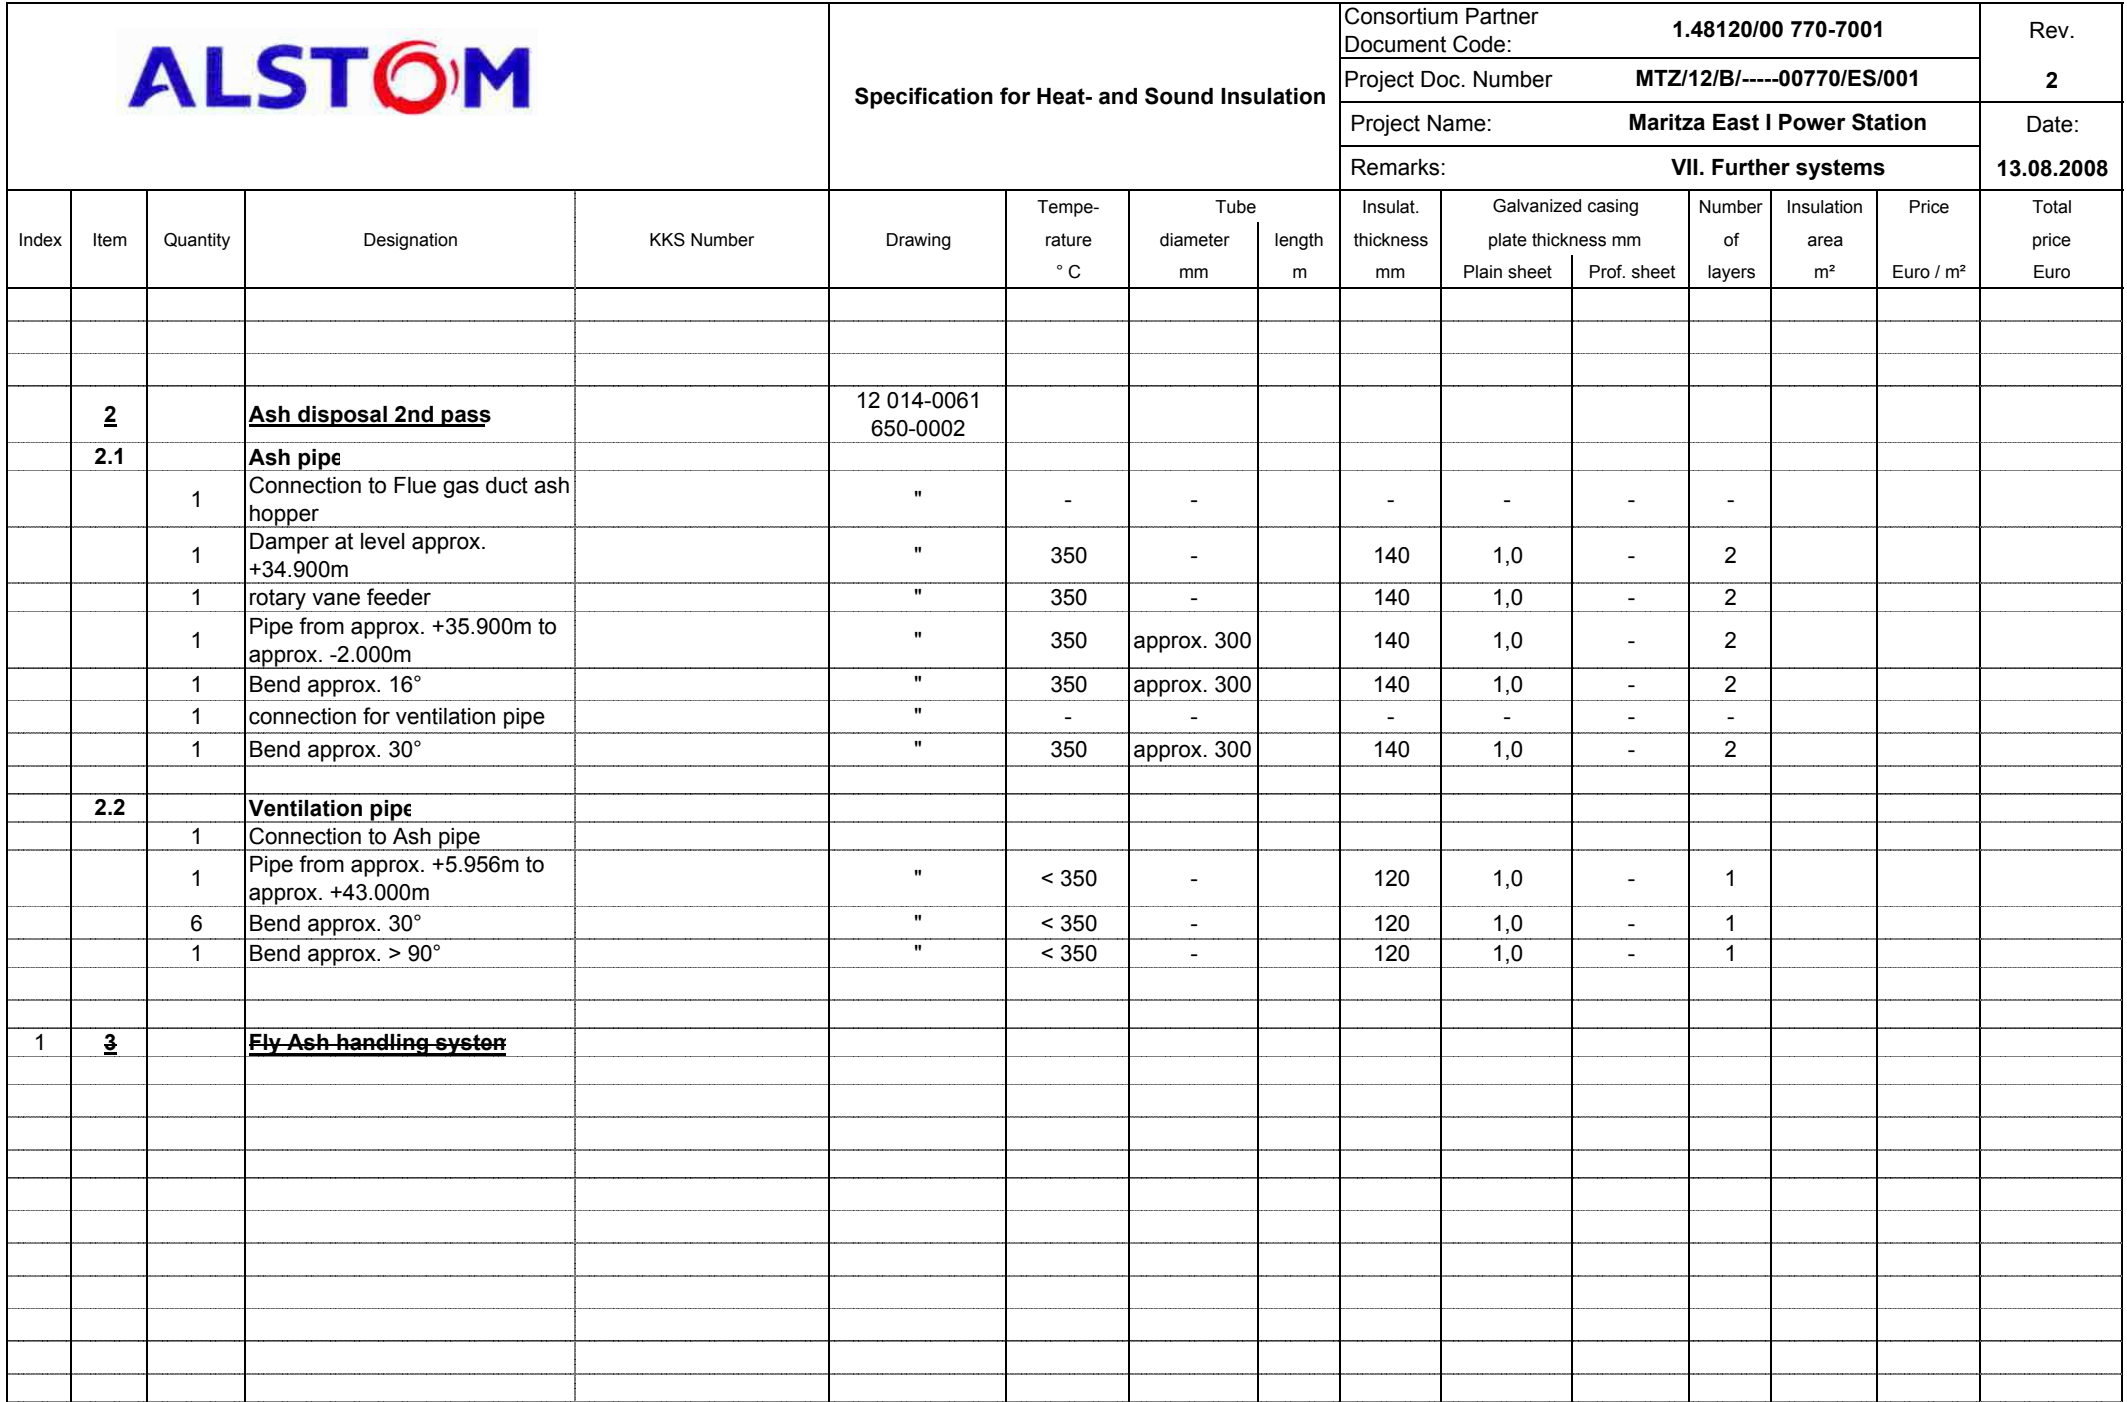 ALSTOM
Specification for Heat- and Sound Insulation
Consortium Partner
Document Code:
1.48120/00 770-7001
Rev.
Project Doc. Number MTZ/12/B/-----00770/ES/001 2
Project Name: Maritza East I Power Station Date:
Remarks: VII. Further systems 13.08.2008
Tempe- Tube Insulat. Galvanized casing Number Insulation Price Total
Index Item Quantity Designation KKS Number Drawing rature diameter length thickness plate thickness mm of area price
° C mm m mm Plain sheet Prof. sheet layers m² Euro / m² Euro
2 Ash disposal 2nd pass 12 014-0061
650-0002
2.1 Ash pipe
1 Connection to Flue gas duct ash " - - - - - -
hopper
1 Damper at level approx. " 350 - 140 1,0 - 2
+34.900m
1 rotary vane feeder " 350 - 140 1,0 - 2
1 Pipe from approx. +35.900m to " 350 approx. 300 140 1,0 - 2
approx. -2.000m
1 Bend approx. 16° " 350 approx. 300 140 1,0 - 2
1 connection for ventilation pipe " - - - - - -
1 Bend approx. 30° " 350 approx. 300 140 1,0 - 2
2.2 Ventilation pipe
1 Connection to Ash pipe
1 Pipe from approx. +5.956m to " < 350 - 120 1,0 - 1
approx. +43.000m
6 Bend approx. 30° " < 350 - 120 1,0 - 1
1 Bend approx. > 90° " < 350 - 120 1,0 - 1
1 3 Fly Ash handling system